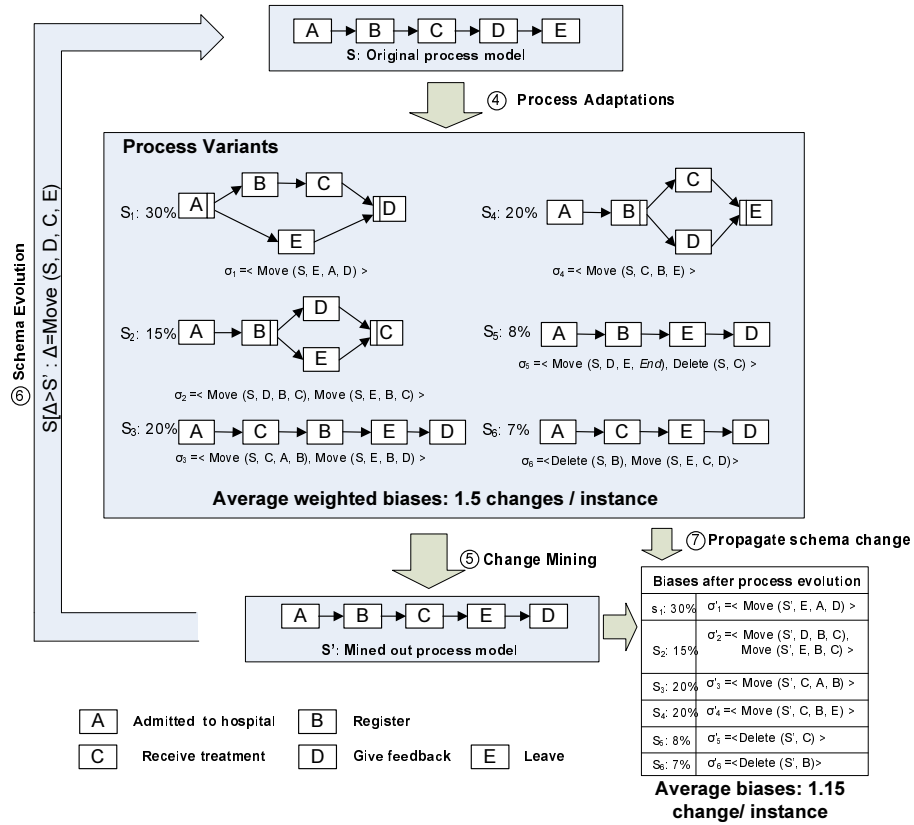 A B C D E
S: Original process model
④ Process Adaptations
Process Variants
S1: 30%
A
B
C
D
E
σ1 =< Move (S, E, A, D) >
S4: 20%
A
B
C
D
E
σ4 =< Move (S, C, B, E) >
S2: 15%
A
B
D
E
C
σ2 =< Move (S, D, B, C), Move (S, E, B, C) >
S5: 8%
A B E D
σ5 =< Move (S, D, E, End), Delete (S, C) >
S3: 20%
A C B E D
σ3 =< Move (S, C, A, B), Move (S, E, B, D) >
S6: 7%
A C E D
σ6 =<Delete (S, B), Move (S, E, C, D)>
Average weighted biases: 1.5 changes / instance
⑥ Schema Evolution
S[Δ>S' : Δ=Move (S, D, C, E)
⑤ Change Mining
⑦ Propagate schema change
A B C E D
S': Mined out process model
Biases after process evolution
s1: 30% σ'1 =< Move (S', E, A, D) >
S2: 15% σ'2 =< Move (S', D, B, C),
Move (S', E, B, C) >
S3: 20% σ'3 =< Move (S', C, A, B) >
S4: 20% σ'4 =< Move (S', C, B, E) >
S5: 8% σ'5 =<Delete (S', C) >
S6: 7% σ'6 =<Delete (S', B)>
Average biases: 1.15
change/ instance
A Admitted to hospital
B Register
C Receive treatment
D Give feedback
E Leave